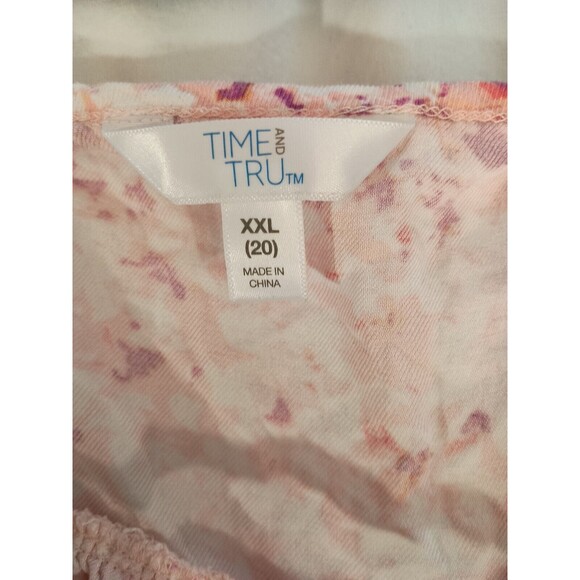 TIME AND
TRU™
XXL
(20)
MADE IN
CHINA